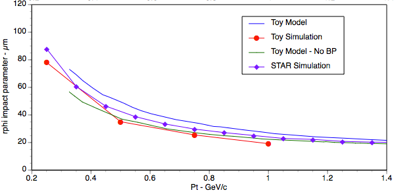 120
100
80
60
40
20
0
rphi impact parameter - µm
Toy Model
Toy Simulation
Toy Model - No BP
STAR Simulation
0.2 0.4 0.6 0.8 1 1.2 1.4
Pt - GeV/c